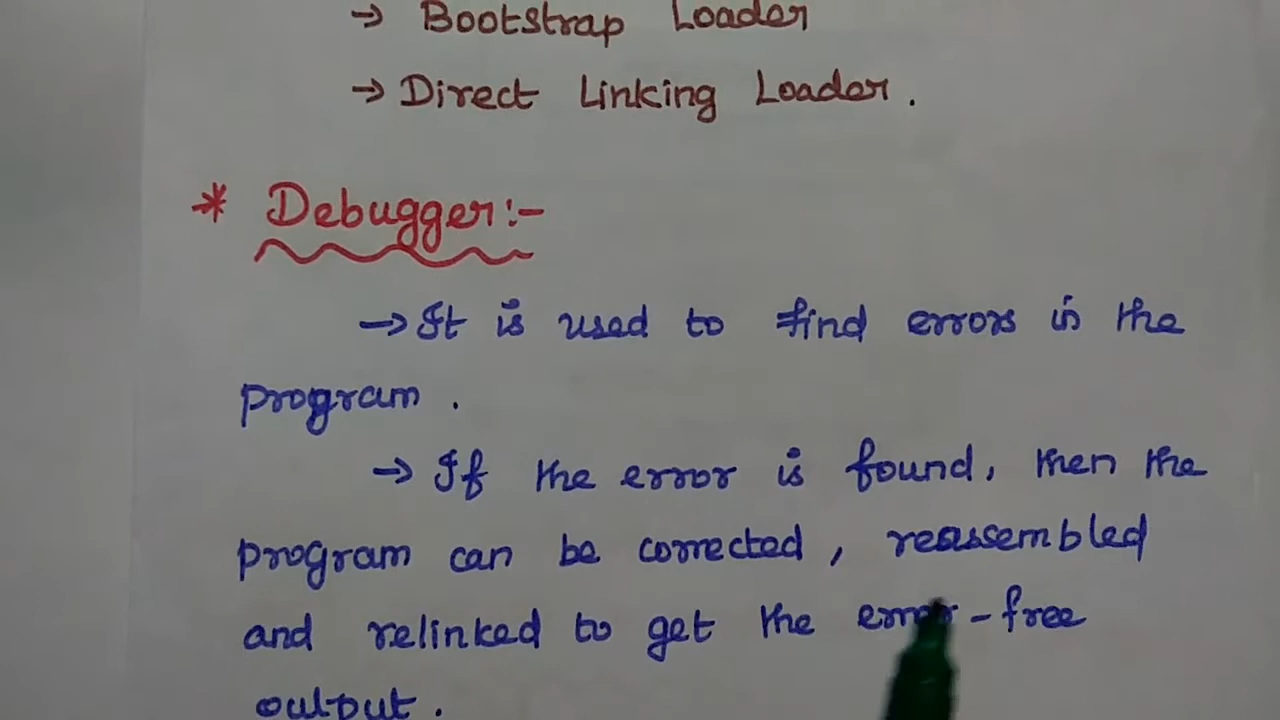 → Bootstrap Loader
→ Direct Linking Loader.
* Debugger:-
→ It is used to find errors in the
program.
→ If the error is found, then the
program can be corrected, reassembled
and relinked to get the error-free
output.